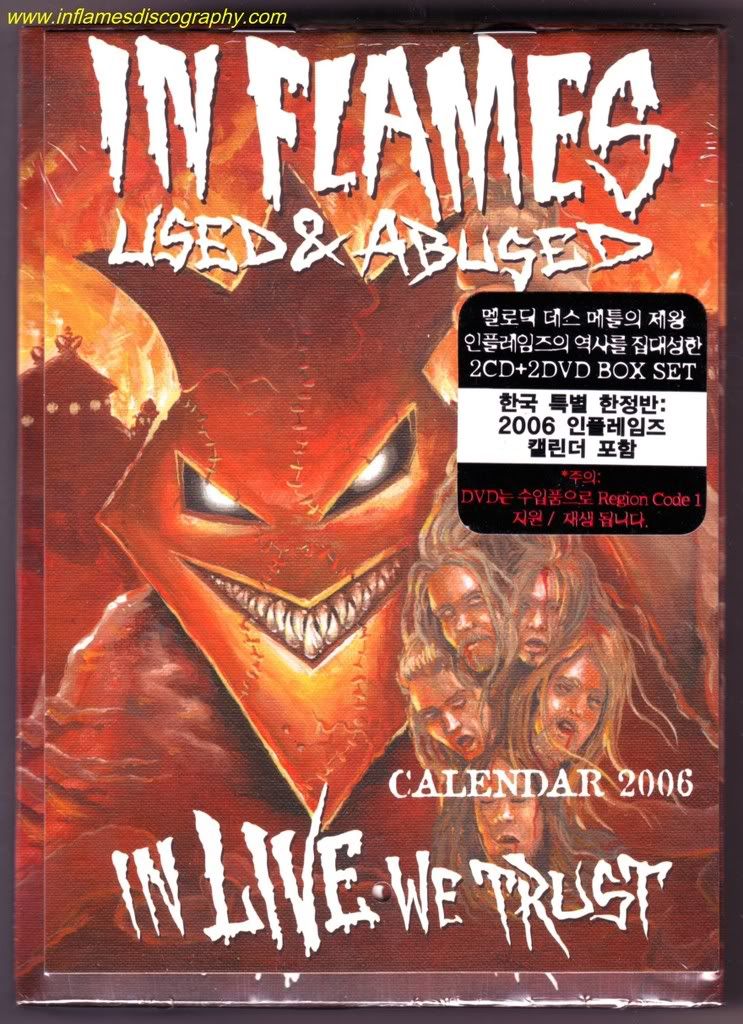 www.inflamesdiscography.com
IN FLAMES
USED & ABUSED
멜로딕 데스 메틀의 제왕
인플레임즈의 역사를 집대성한
2CD+2DVD BOX SET
한국 특별 한정반:
2006 인플레임즈
캘린더 포함
*주의:
DVD는 수입품으로 Region Code 1
지원 / 재생 됩니다.
CALENDAR 2006
IN LIVE WE TRUST